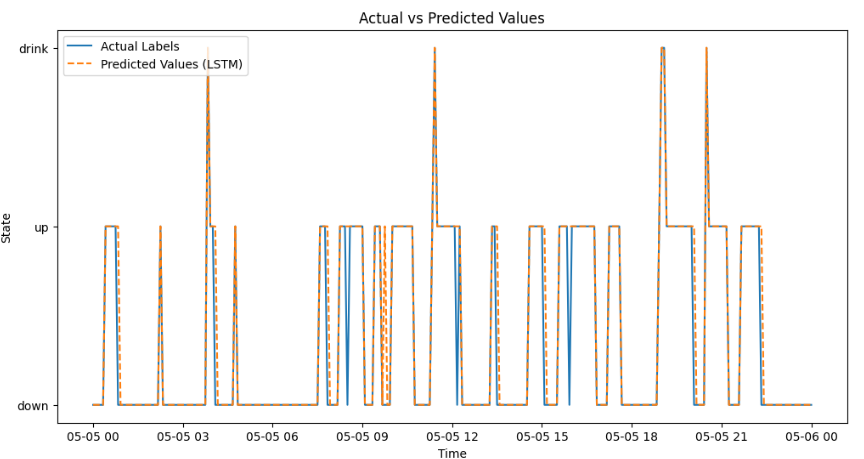 Actual vs Predicted Values
drink
Actual Labels
Predicted Values (LSTM)
up
State
down
05-05 00 05-05 03 05-05 06 05-05 09 05-05 12 05-05 15 05-05 18 05-05 21 05-06 00
Time